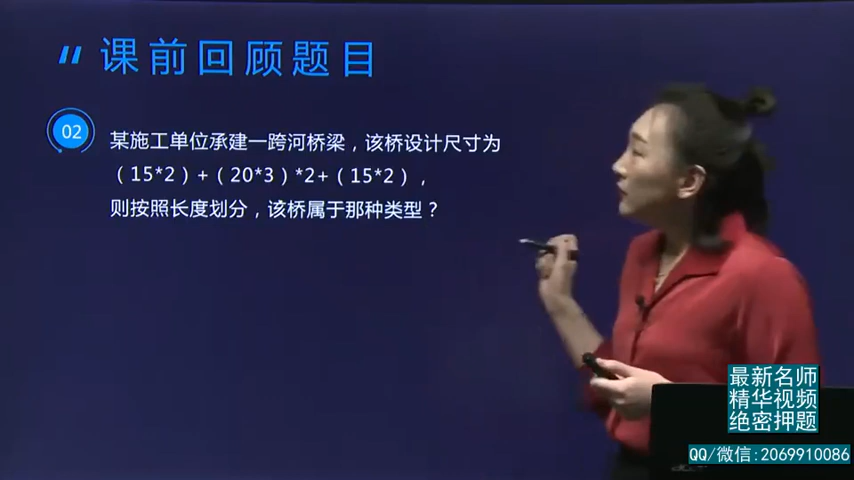 课前回顾题目
02
某施工单位承建一跨河桥梁，该桥设计尺寸为
（15*2）+（20*3）*2+（15*2），
则按照长度划分，该桥属于那种类型？
最新名师
精华视频
绝密押题
QQ/微信:2069910086